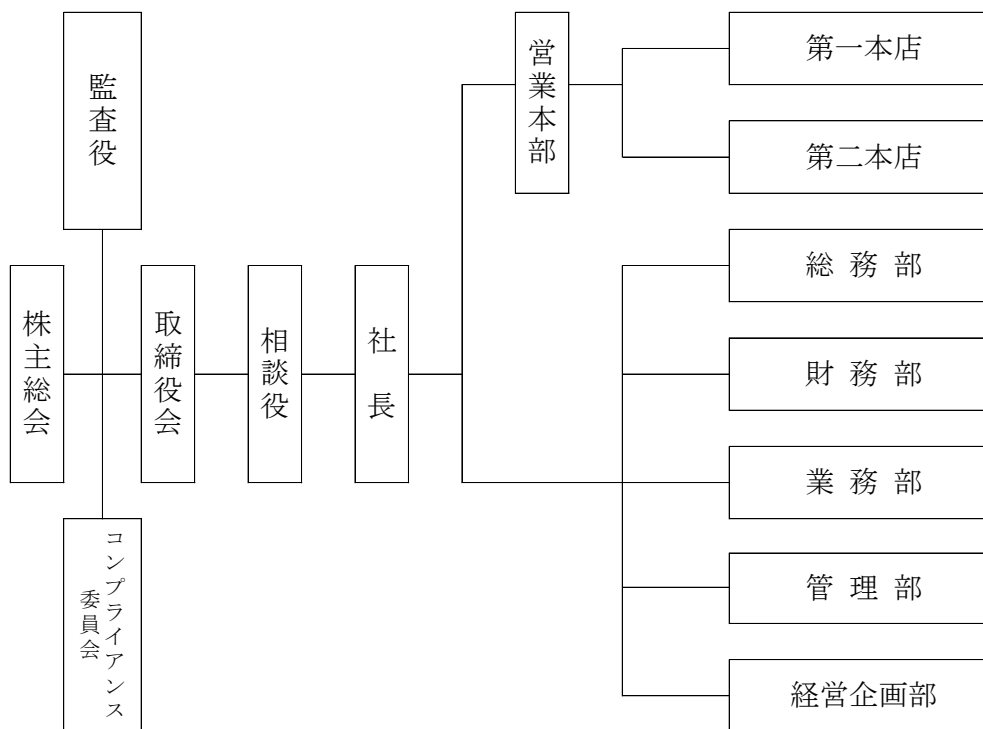 監査役
株主総会
取締役会
相談役
社長
コンプライアンス
委員会
営業本部
第一本店
第二本店
総務部
財務部
業務部
管理部
経営企画部